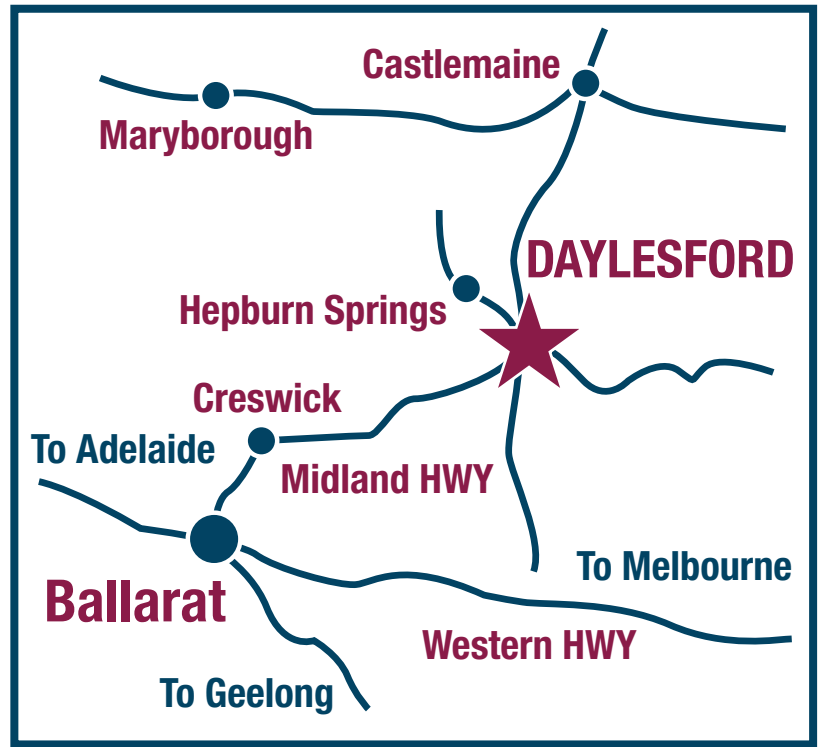 Castlemaine
Maryborough
DAYLESFORD
Hepburn Springs
Creswick
To Adelaide
Midland HWY
To Melbourne
Ballarat
Western HWY
To Geelong